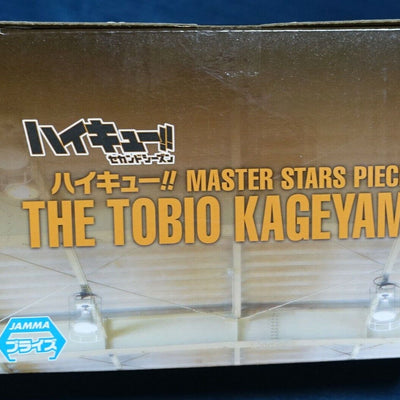 ハイキュー!!
セカンドシーズン
ハイキュー!! MASTER STARS PIEC
THE TOBIO KAGEYAM
JAMMA
プライズ